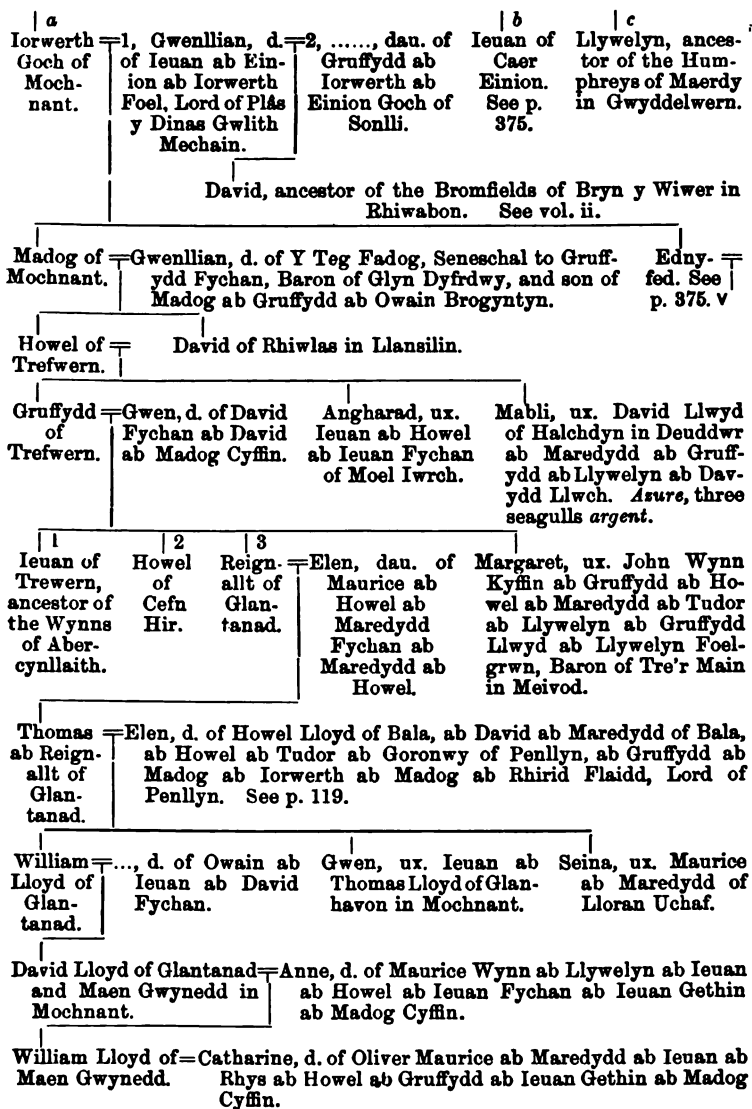 a b c
Iorwerth 1, Gwenllian, d. 2, ......, dau. of Ieuan of Llywelyn, ances-
Goch of of Ieuan ab Ein- Gruffydd ab Caer tor of the Hum-
Moch- ion ab Iorwerth Iorwerth ab Einion. phreys of Maerdy
nant. Foel, Lord of Plâs Einion Goch of See p. in Gwyddelwern.
y Dinas Gwlith Sonlli. 375.
Mechain.
David, ancestor of the Bromfields of Bryn y Wiwer in
Rhiwabon. See vol. ii.
Madog of Gwenllian, d. of Y Teg Fadog, Seneschal to Gruff- Edny-
Mochnant. ydd Fychan, Baron of Glyn Dyfrdwy, and son of fed. See
Madog ab Gruffydd ab Owain Brogyntyn. p. 375.
Howel of David of Rhiwlas in Llansilin.
Trefwern.
Gruffydd Gwen, d. of David Angharad, ux. Mabli, ux. David Llwyd
of Fychan ab David Ieuan ab Howel of Halchdyn in Deuddwr
Trefwern. ab Madog Cyffin. ab Ieuan Fychan ab Maredydd ab Gruff-
of Moel Iwrch. ydd ab Llywelyn ab Dav-
ydd Llwch. Azure, three
seagulls argent.
1 2 3
Ieuan of Howel Reign- Elen, dau. of Margaret, ux. John Wynn
Trewern, of allt of Maurice ab Kyffin ab Gruffydd ab Ho-
ancestor of Cefn Glan- Howel ab wel ab Maredydd ab Tudor
the Wynns Hir. tanad. Maredydd ab Llywelyn ab Gruffydd
of Aber- Fychan ab Llwyd ab Llywelyn Foel-
cynllaith. Maredydd ab grwn, Baron of Tre'r Main
Howel. in Meivod.
Thomas Elen, d. of Howel Lloyd of Bala, ab David ab Maredydd of Bala,
ab Reign- ab Howel ab Tudor ab Goronwy of Penllyn, ab Gruffydd ab
allt of Madog ab Iorwerth ab Madog ab Rhirid Flaidd, Lord of
Glan- Penllyn. See p. 119.
tanad.
William ..., d. of Owain ab Gwen, ux. Ieuan ab Seina, ux. Maurice
Lloyd of Ieuan ab David Thomas Lloyd of Glan- ab Maredydd of
Glan- Fychan. havon in Mochnant. Lloran Uchaf.
tanad.
David Lloyd of Glantanad Anne, d. of Maurice Wynn ab Llywelyn ab Ieuan
and Maen Gwynedd in ab Howel ab Ieuan Fychan ab Ieuan Gethin
Mochnant. ab Madog Cyffin.
William Lloyd of=Catharine, d. of Oliver Maurice ab Maredydd ab Ieuan ab
Maen Gwynedd. Rhys ab Howel ab Gruffydd ab Ieuan Gethin ab Madog
Cyffin.